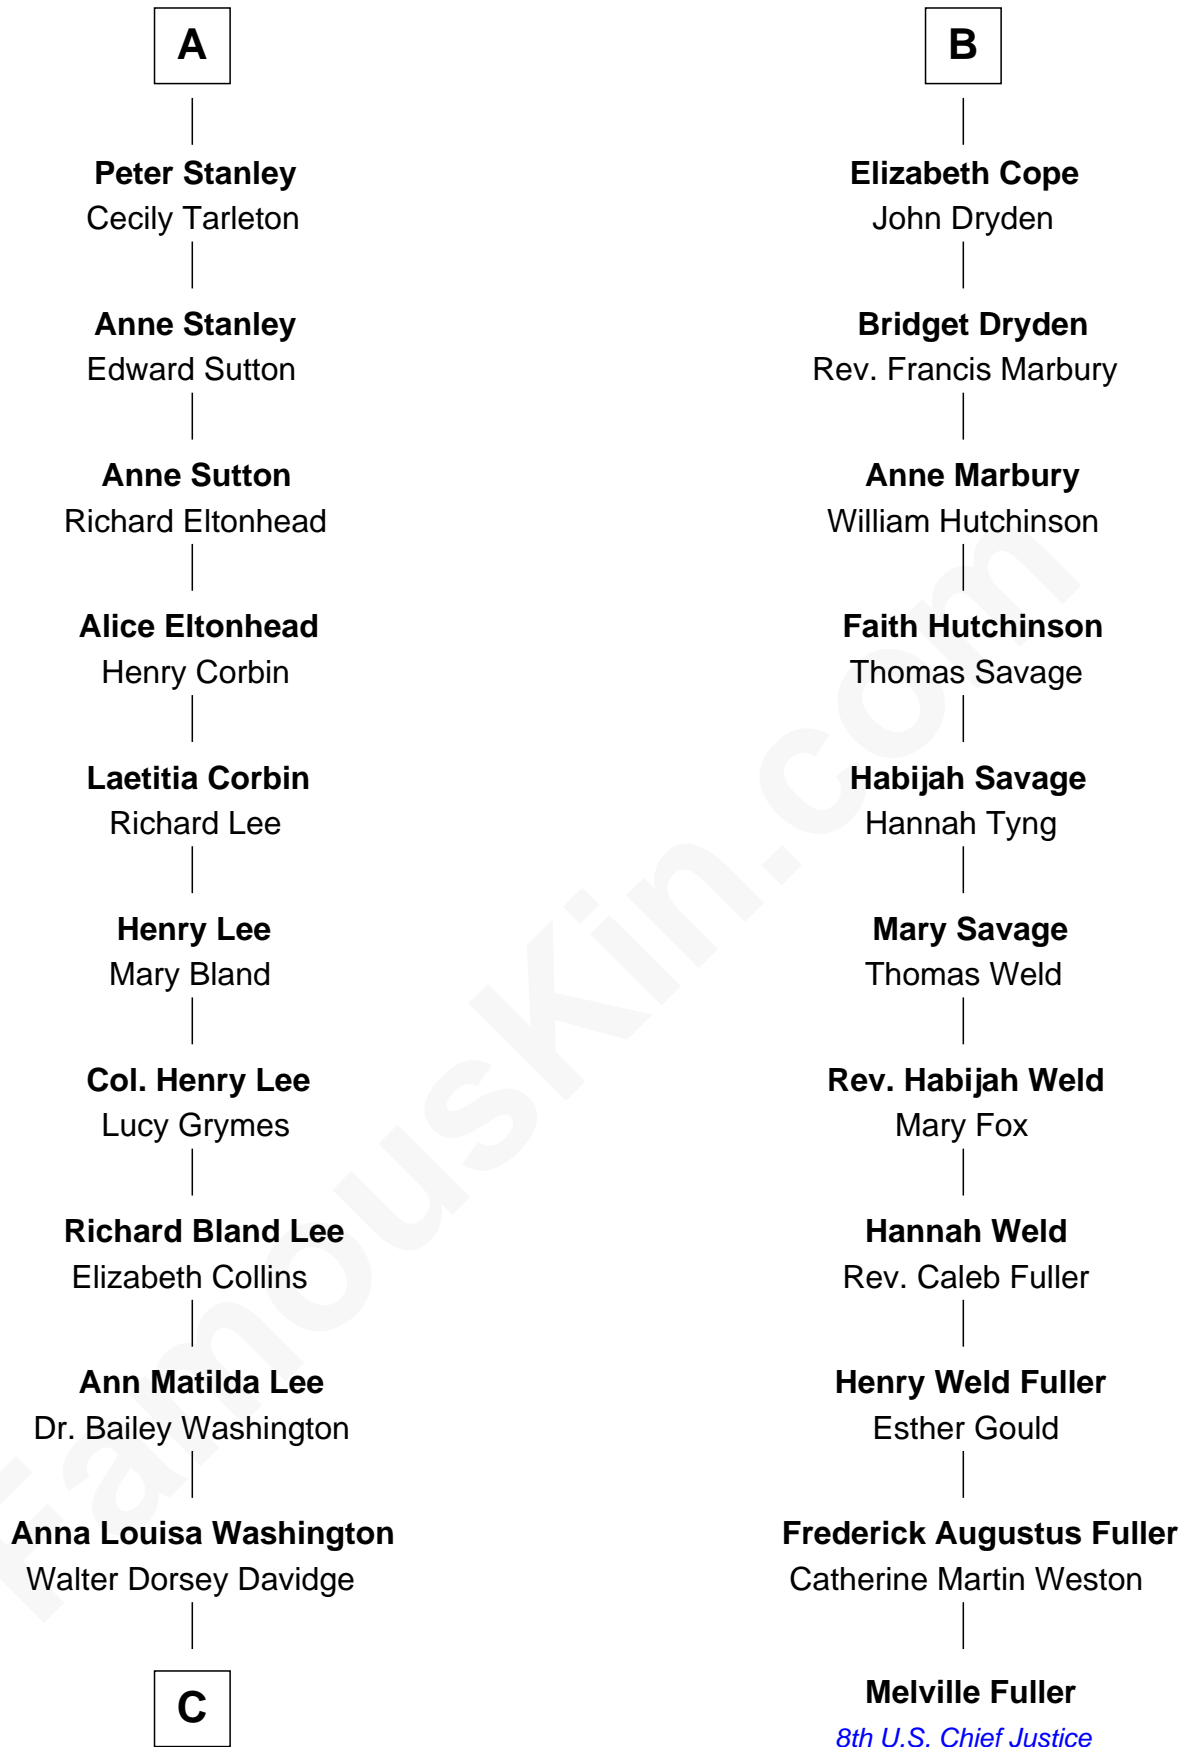 A
Peter Stanley
Cecily Tarleton
Anne Stanley
Edward Sutton
Anne Sutton
Richard Eltonhead
Alice Eltonhead
Henry Corbin
Laetitia Corbin
Richard Lee
Henry Lee
Mary Bland
Col. Henry Lee
Lucy Grymes
Richard Bland Lee
Elizabeth Collins
Ann Matilda Lee
Dr. Bailey Washington
Anna Louisa Washington
Walter Dorsey Davidge
C
B
Elizabeth Cope
John Dryden
Bridget Dryden
Rev. Francis Marbury
Anne Marbury
William Hutchinson
Faith Hutchinson
Thomas Savage
Habijah Savage
Hannah Tyng
Mary Savage
Thomas Weld
Rev. Habijah Weld
Mary Fox
Hannah Weld
Rev. Caleb Fuller
Henry Weld Fuller
Esther Gould
Frederick Augustus Fuller
Catherine Martin Weston
Melville Fuller
8th U.S. Chief Justice
FamousKin.com